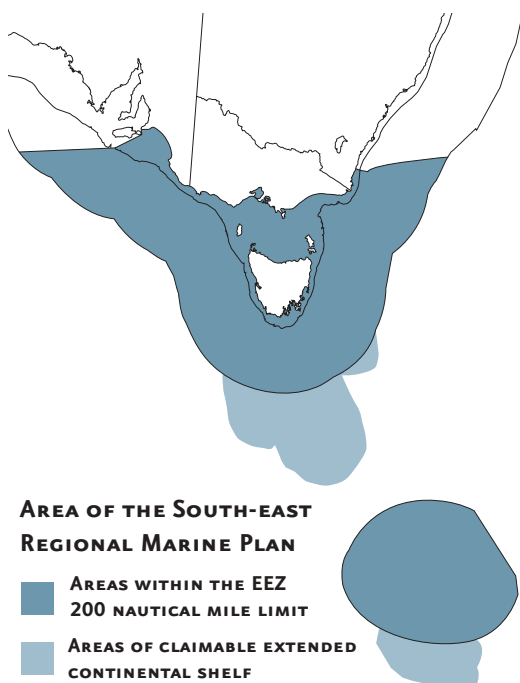 Area of the South-east
Regional Marine Plan
Areas within the EEZ
200 nautical mile limit
Areas of claimable extended
continental shelf